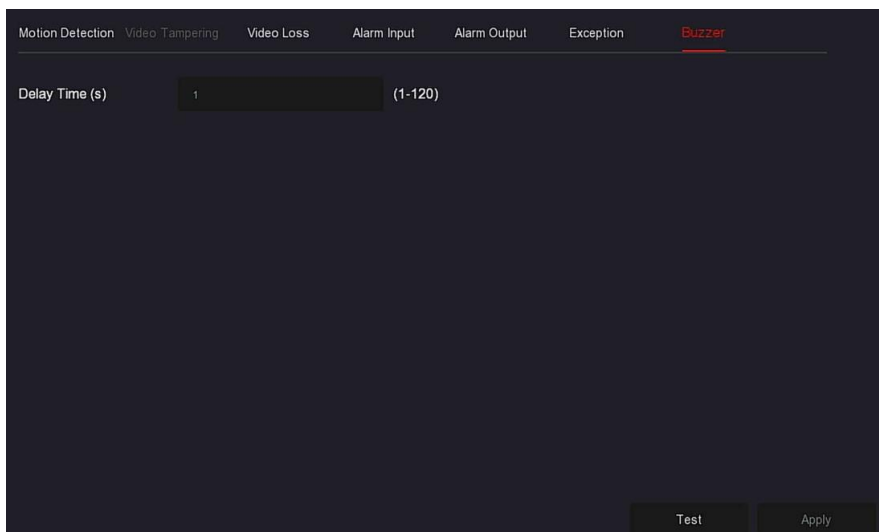 Motion Detection Video Tampering Video Loss Alarm Input Alarm Output Exception Buzzer
Delay Time (s) 1 (1-120)
Test Apply